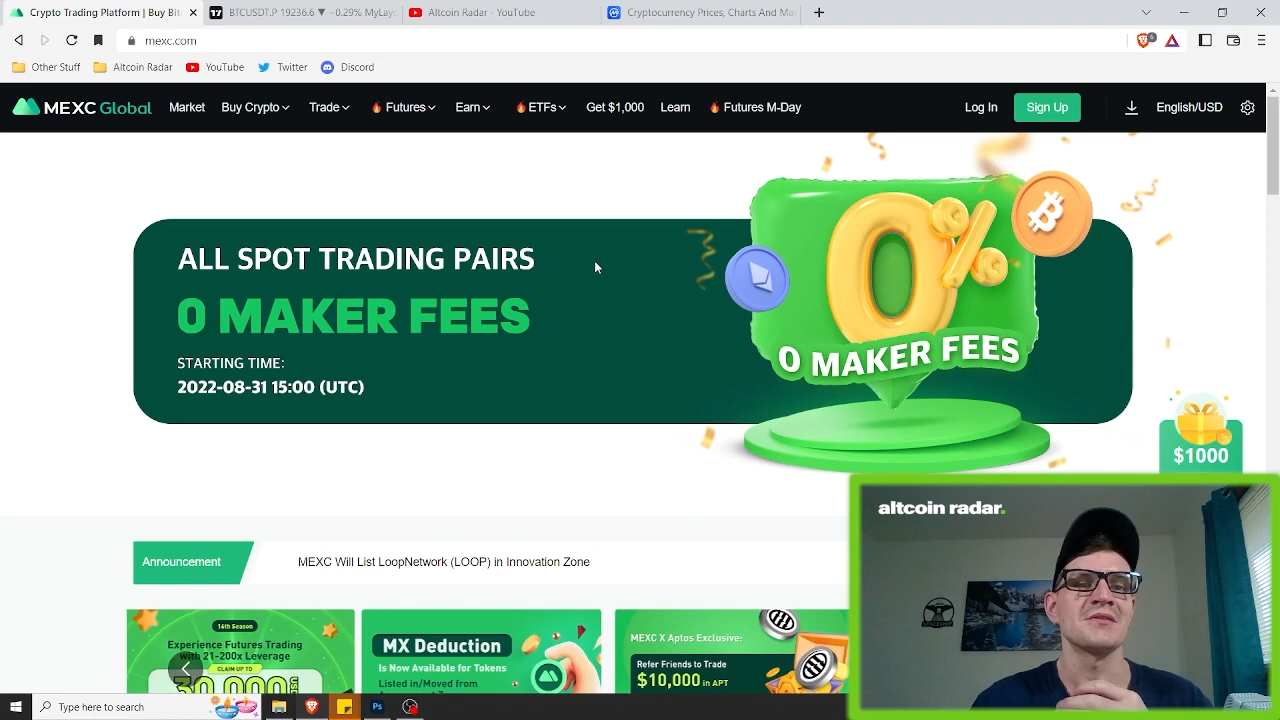 Crypto Trading Platform | Buy Bit
BTCUSDT.P 19236.6 ▼ −0.29% MyLayo
Altcoin Radar - YouTube
Cryptocurrency Prices, Charts And Ma
mexc.com
Other Stuff
Altcoin Radar
YouTube
Twitter
Discord
MEXC Global
Market
Buy Crypto
Trade
Futures
Earn
ETFs
Get $1,000
Learn
Futures M-Day
Log In
Sign Up
English/USD
ALL SPOT TRADING PAIRS
0 MAKER FEES
STARTING TIME:
2022-08-31 15:00 (UTC)
0%
0 MAKER FEES
$1000
Announcement
MEXC Will List LoopNetwork (LOOP) in Innovation Zone
16th Season
Experience Futures Trading
with 21-200x Leverage
CLAIM UP TO
MX Deduction
Is Now Available for Tokens
Listed in/Moved from
MEXC X Aptos Exclusive:
Refer Friends to Trade
$10,000 in APT
altcoin radar.
Type here to search